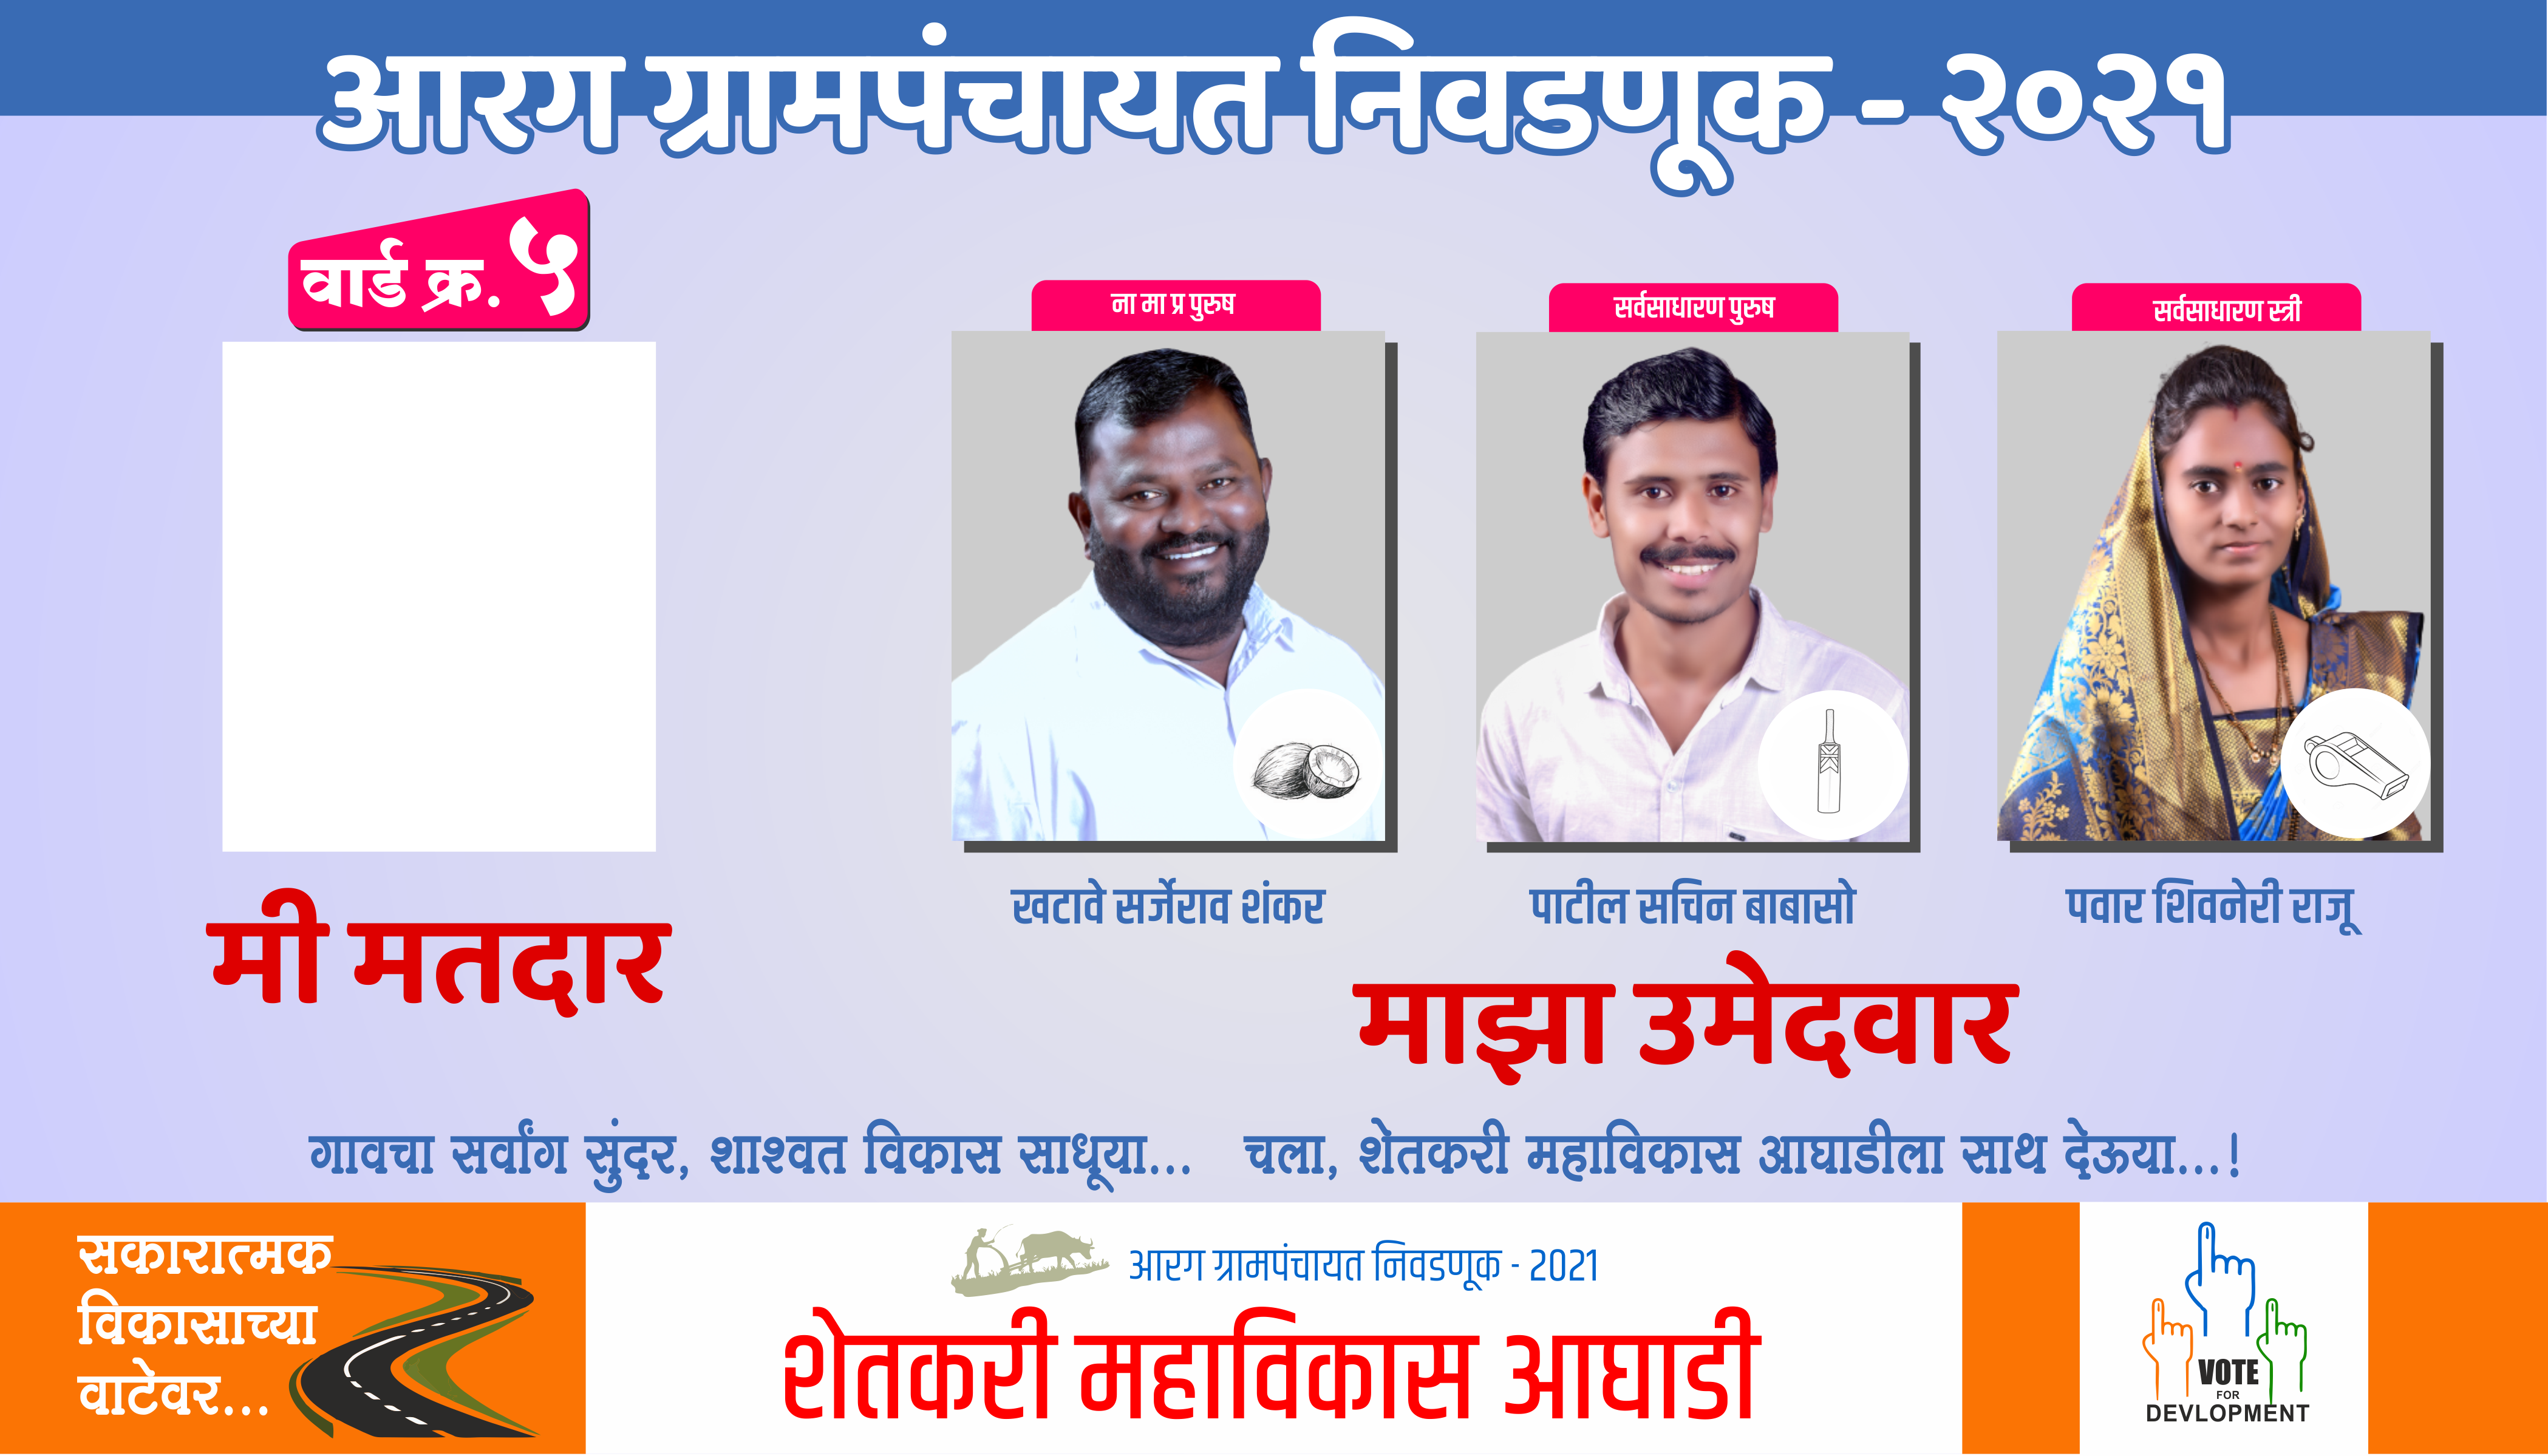 आरग ग्रामपंचायत निवडणूक - २०२१
वार्ड क्र. ५
ना मा प्र पुरुष
सर्वसाधारण पुरुष
सर्वसाधारण स्त्री
खटावे सर्जेराव शंकर
पाटील सचिन बाबासो
पवार शिवनेरी राजू
मी मतदार
माझा उमेदवार
गावचा सर्वांग सुंदर, शाश्वत विकास साधूया... चला, शेतकरी महाविकास आघाडीला साथ देऊया...!
सकारात्मक
विकासाच्या
वाटेवर...
आरग ग्रामपंचायत निवडणूक - 2021
शेतकरी महाविकास आघाडी
VOTE
FOR
DEVLOPMENT